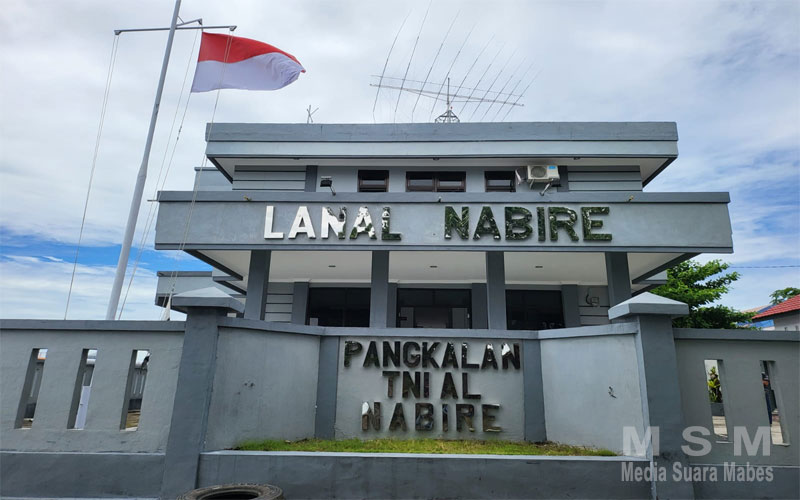 LANAL NABIRE
PANGKALAN
TNI AL
NABIRE
MSM
Media Suara Mabes